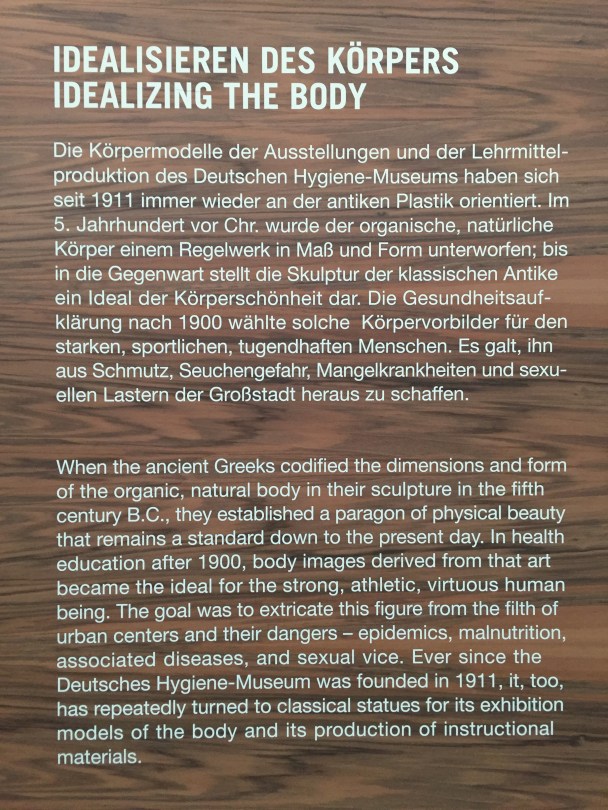 IDEALISIEREN DES KÖRPERS
IDEALIZING THE BODY
Die Körpermodelle der Ausstellungen und der Lehrmittel-
produktion des Deutschen Hygiene-Museums haben sich
seit 1911 immer wieder an der antiken Plastik orientiert. Im
5. Jahrhundert vor Chr. wurde der organische, natürliche
Körper einem Regelwerk in Maß und Form unterworfen; bis
in die Gegenwart stellt die Skulptur der klassischen Antike
ein Ideal der Körperschönheit dar. Die Gesundheitsauf-
klärung nach 1900 wählte solche Körpervorbilder für den
starken, sportlichen, tugendhaften Menschen. Es galt, ihn
aus Schmutz, Seuchengefahr, Mangelkrankheiten und sexu-
ellen Lastern der Großstadt heraus zu schaffen.
When the ancient Greeks codified the dimensions and form
of the organic, natural body in their sculpture in the fifth
century B.C., they established a paragon of physical beauty
that remains a standard down to the present day. In health
education after 1900, body images derived from that art
became the ideal for the strong, athletic, virtuous human
being. The goal was to extricate this figure from the filth of
urban centers and their dangers – epidemics, malnutrition,
associated diseases, and sexual vice. Ever since the
Deutsches Hygiene-Museum was founded in 1911, it, too,
has repeatedly turned to classical statues for its exhibition
models of the body and its production of instructional
materials.